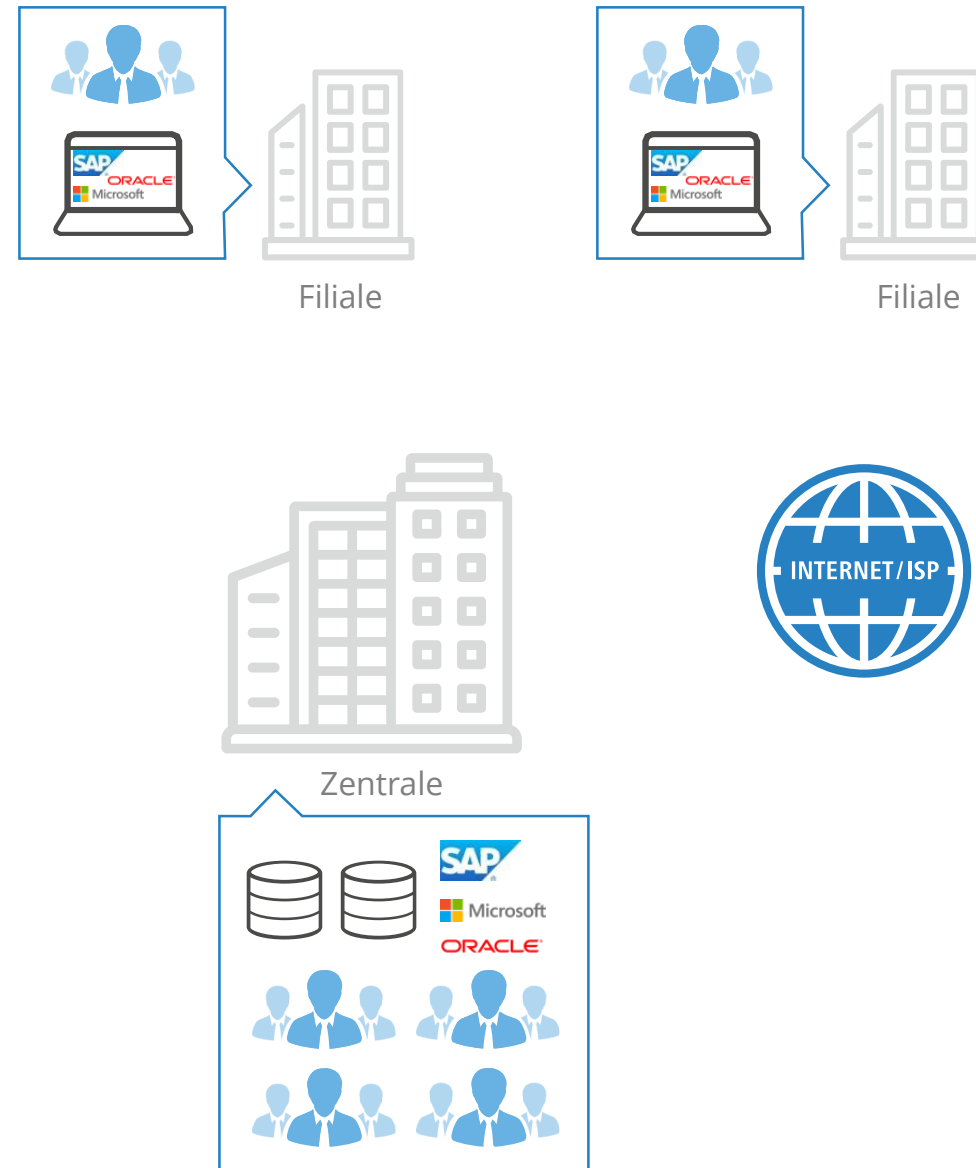 SAP
ORACLE
Microsoft
Filiale
SAP
ORACLE
Microsoft
Filiale
INTERNET/ISP
Zentrale
SAP
Microsoft
ORACLE